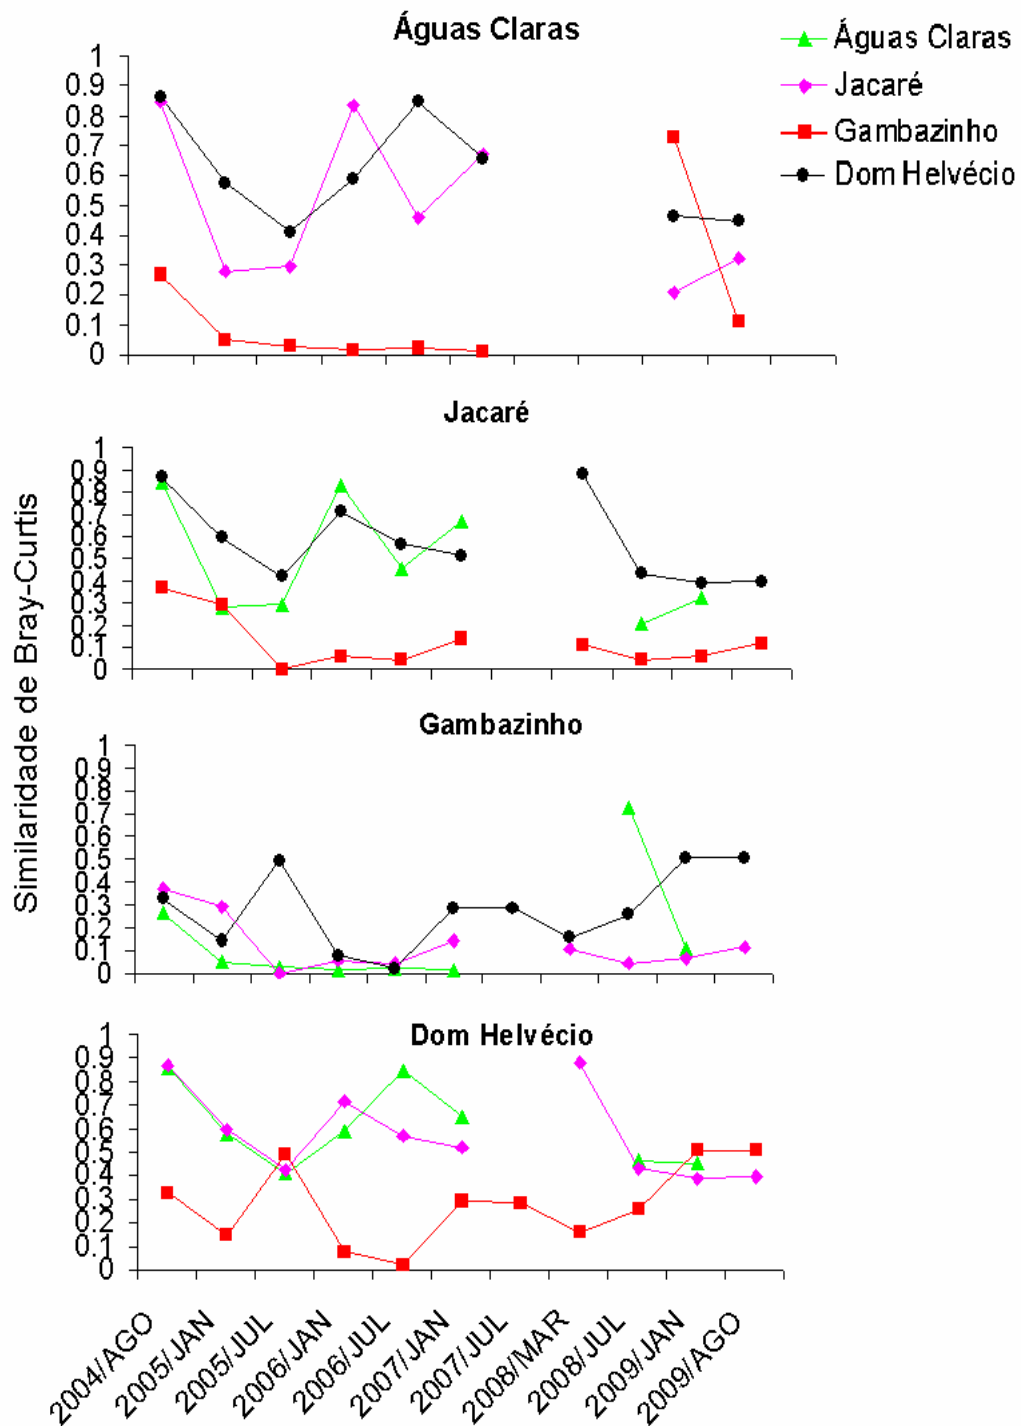 Águas Claras
Águas Claras
Jacaré
Gambazinho
Dom Helvécio
1
0.9
0.8
0.7
0.6
0.5
0.4
0.3
0.2
0.1
0
Jacaré
1
0.9
0.8
0.7
0.6
0.5
0.4
0.3
0.2
0.1
0
Similaridade de Bray-Curtis
Gambazinho
1
0.9
0.8
0.7
0.6
0.5
0.4
0.3
0.2
0.1
0
Dom Helvécio
1
0.9
0.8
0.7
0.6
0.5
0.4
0.3
0.2
0.1
0
2004/AGO
2005/JAN
2005/JUL
2006/JAN
2006/JUL
2007/JAN
2007/JUL
2008/MAR
2008/JUL
2009/JAN
2009/AGO